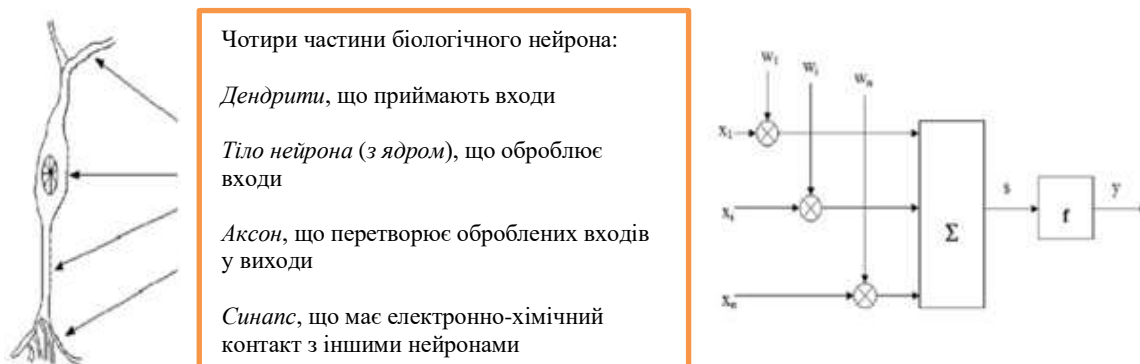 Чотири частини біологічного нейрона:
Дендрити, що приймають входи
Тіло нейрона (з ядром), що оброблює
входи
Аксон, що перетворює оброблених входів
у виходи
Синапс, що має електронно-хімічний
контакт з іншими нейронами
w₁
wᵢ
wₙ
x₁
xᵢ
xₙ
Σ
s
f
y